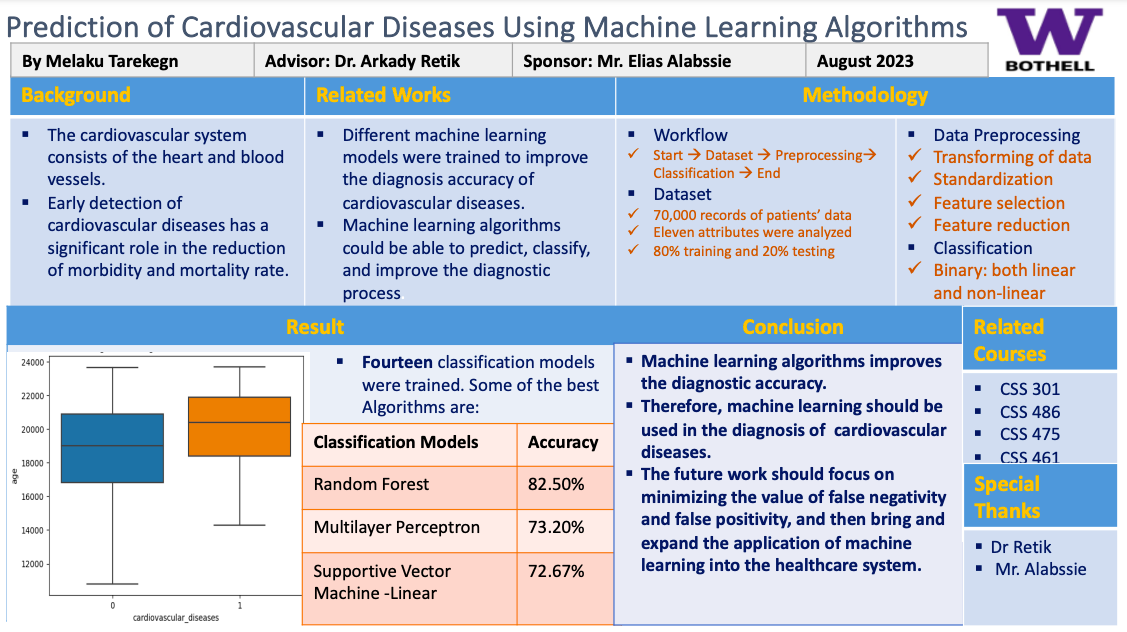 Prediction of Cardiovascular Diseases Using Machine Learning Algorithms
W
BOTHELL
By Melaku Tarekegn
Advisor: Dr. Arkady Retik
Sponsor: Mr. Elias Alabssie
August 2023
Background
▪ The cardiovascular system
consists of the heart and blood
vessels.
▪ Early detection of
cardiovascular diseases has a
significant role in the reduction
of morbidity and mortality rate.
Related Works
▪ Different machine learning
models were trained to improve
the diagnosis accuracy of
cardiovascular diseases.
▪ Machine learning algorithms
could be able to predict, classify,
and improve the diagnostic
process
Methodology
▪ Workflow
✓ Start → Dataset → Preprocessing→
Classification → End
▪ Dataset
✓ 70,000 records of patients’ data
✓ Eleven attributes were analyzed
✓ 80% training and 20% testing
▪ Data Preprocessing
✓ Transforming of data
✓ Standardization
✓ Feature selection
✓ Feature reduction
▪ Classification
✓ Binary: both linear
and non-linear
Result
24000
22000
20000
18000
16000
14000
12000
age
0
1
cardiovascular_diseases
▪ Fourteen classification models
were trained. Some of the best
Algorithms are:
Classification Models Accuracy
Random Forest 82.50%
Multilayer Perceptron 73.20%
Supportive Vector 72.67%
Machine -Linear
Conclusion
▪ Machine learning algorithms improves
the diagnostic accuracy.
▪ Therefore, machine learning should be
used in the diagnosis of cardiovascular
diseases.
▪ The future work should focus on
minimizing the value of false negativity
and false positivity, and then bring and
expand the application of machine
learning into the healthcare system.
Related
Courses
▪ CSS 301
▪ CSS 486
▪ CSS 475
▪ CSS 461
Special
Thanks
▪ Dr Retik
▪ Mr. Alabssie